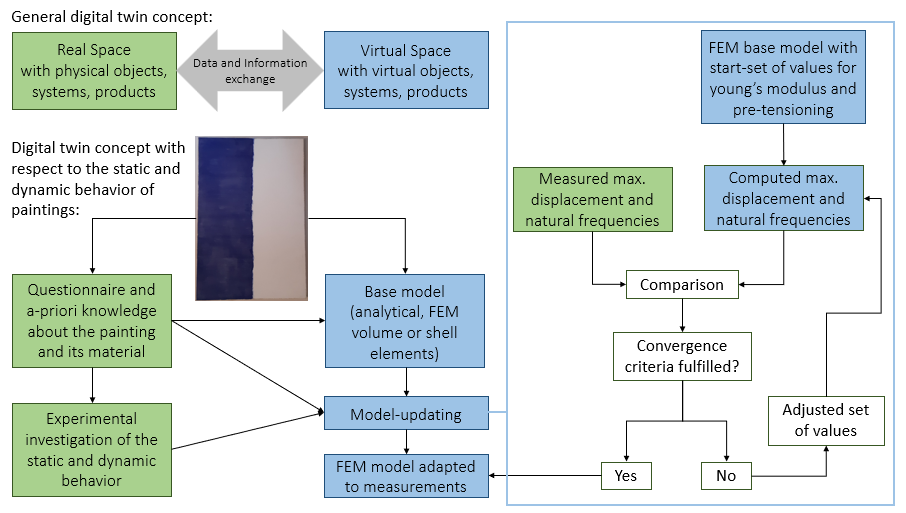 General digital twin concept:
Real Space
with physical objects,
systems, products
Data and Information
exchange
Virtual Space
with virtual objects,
systems, products
Digital twin concept with
respect to the static and
dynamic behavior of
paintings:
Questionnaire and
a-priori knowledge
about the painting
and its material
Experimental
investigation of the
static and dynamic
behavior
Base model
(analytical, FEM
volume or shell
elements)
Model-updating
FEM model adapted
to measurements
FEM base model with
start-set of values for
young's modulus and
pre-tensioning
Measured max.
displacement and
natural frequencies
Computed max.
displacement and
natural frequencies
Comparison
Convergence
criteria fulfilled?
Adjusted set
of values
Yes
No